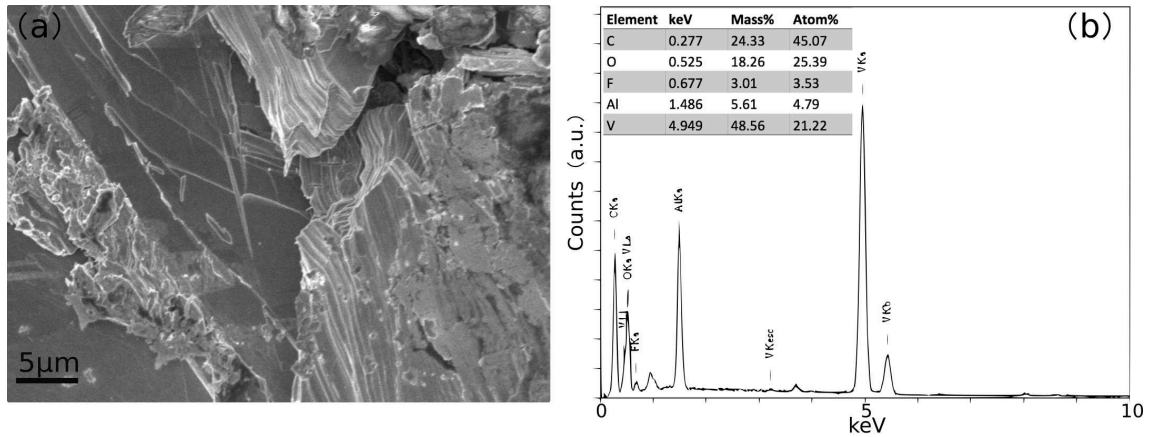 (a)
5μm
(b)
Element keV Mass% Atom%
C 0.277 24.33 45.07
O 0.525 18.26 25.39
F 0.677 3.01 3.53
Al 1.486 5.61 4.79
V 4.949 48.56 21.22
VKa
CKa
OKa VLa
VLl
FKa
AlKa
VKesc
VKb
Counts (a.u.)
0 5 10
keV